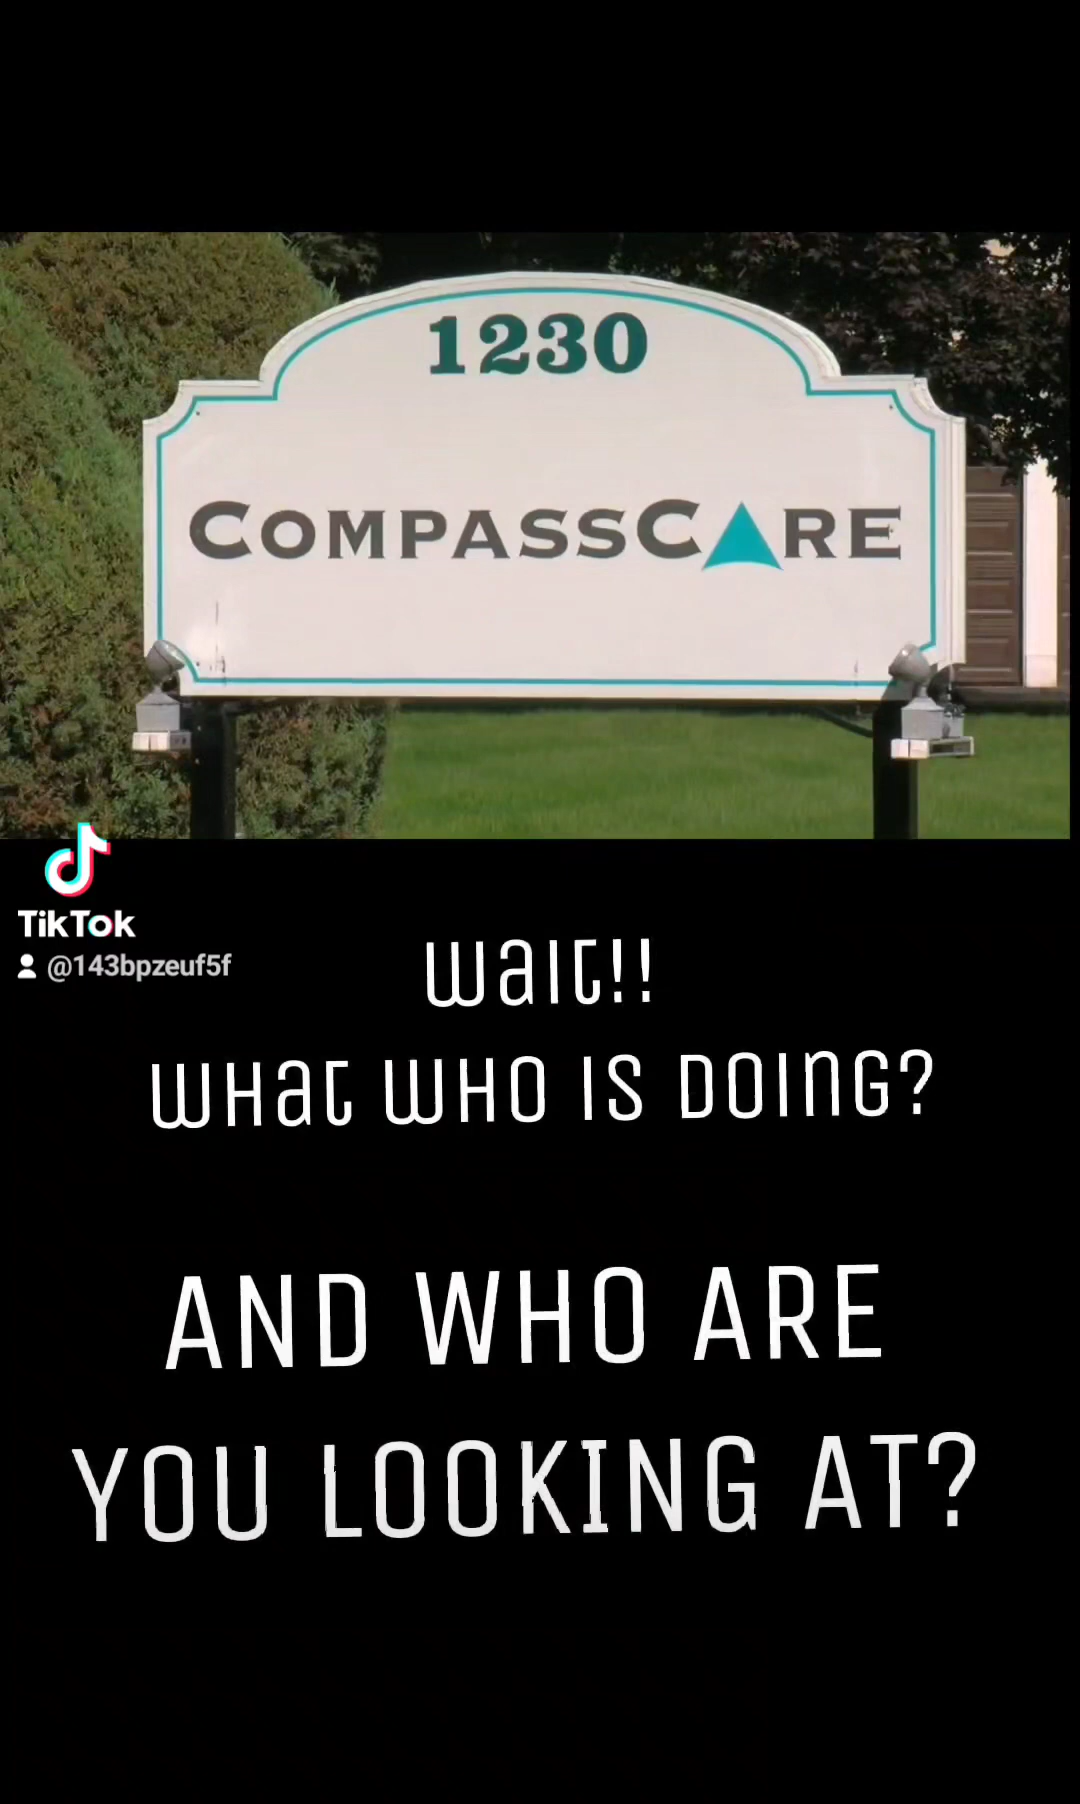 1230
COMPASSCARE
TikTok
@143bpzeuf5f
wait!!
WHat WHO IS DOInG?
AND WHO ARE
YOU LOOKING AT?